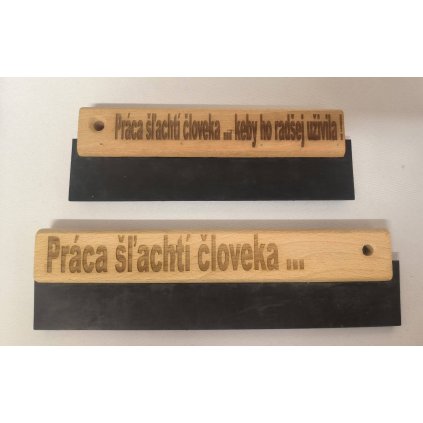 Práca šľachtí človeka ... keby ho radšej uživila !
Práca šľachtí človeka ...